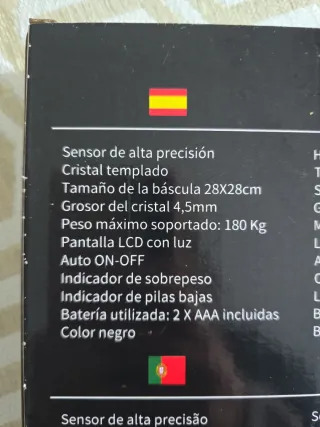 Sensor de alta precisión
Cristal templado
Tamaño de la báscula 28X28cm
Grosor del cristal 4,5mm
Peso máximo soportado: 180 Kg
Pantalla LCD con luz
Auto ON-OFF
Indicador de sobrepeso
Indicador de pilas bajas
Batería utilizada: 2 X AAA incluidas
Color negro
Sensor de alta precisão